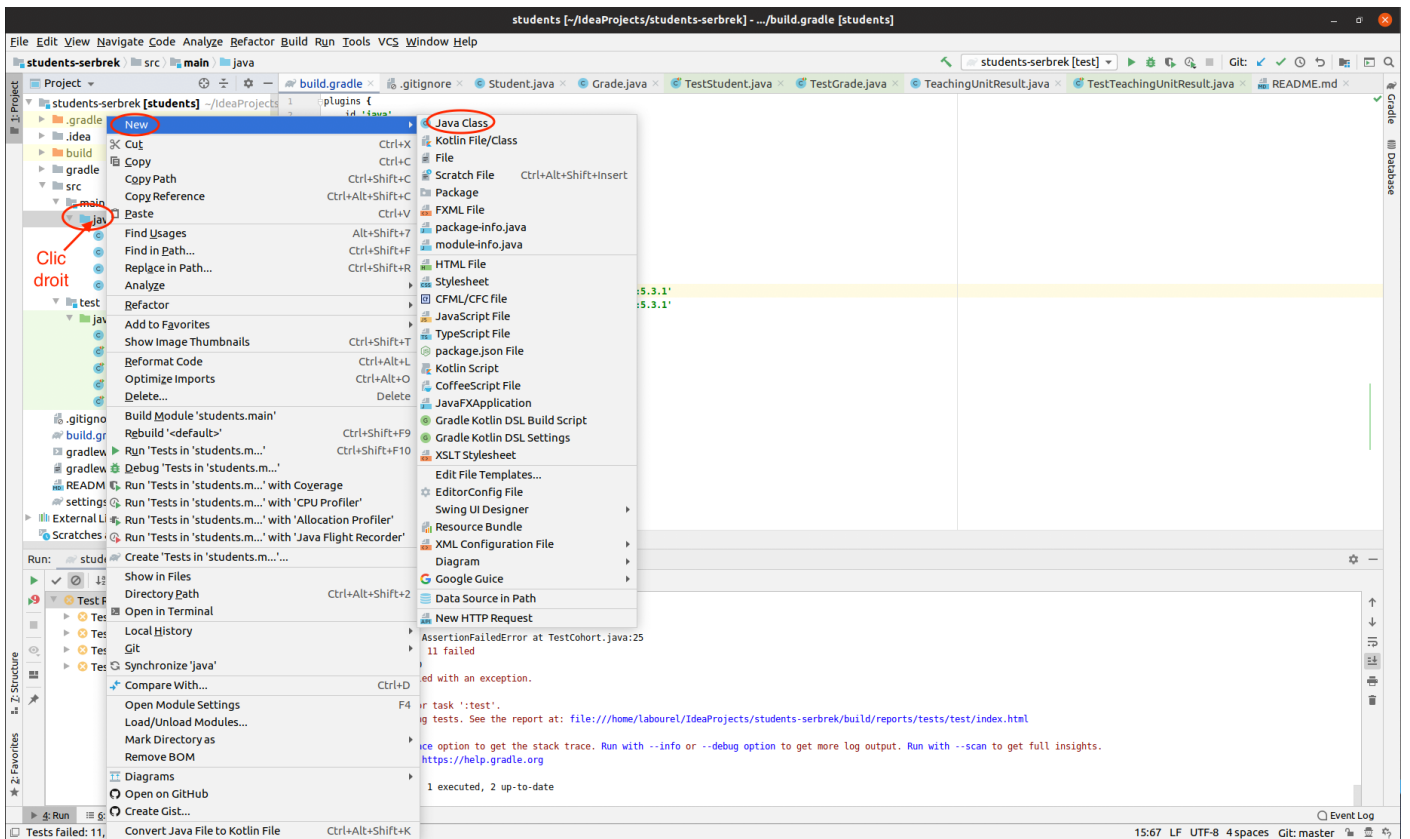 students [~/IdeaProjects/students-serbrek] - .../build.gradle [students]
File Edit View Navigate Code Analyze Refactor Build Run Tools VCS Window Help
students-serbrek src main java
students-serbrek [test]
Git:
1: Project
Project
build.gradle
.gitignore
Student.java
Grade.java
TestStudent.java
TestGrade.java
TeachingUnitResult.java
TestTeachingUnitResult.java
README.md
Gradle
Database
students-serbrek [students] ~/IdeaProjects
.gradle
.idea
build
gradle
src
main
Clic
droit
test
build.gr
gradlew
External Li
Scratches
1 plugins {
id 'java'
:5.3.1'
:5.3.1'
New
Cut Ctrl+X
Copy Ctrl+C
Copy Path Ctrl+Shift+C
Copy Reference Ctrl+Alt+Shift+C
Paste Ctrl+V
Find Usages Alt+Shift+7
Find in Path... Ctrl+Shift+F
Replace in Path... Ctrl+Shift+R
Analyze
Refactor
Add to Favorites
Show Image Thumbnails Ctrl+Shift+T
Reformat Code Ctrl+Alt+L
Optimize Imports Ctrl+Alt+O
Delete... Delete
Build Module 'students.main'
Rebuild '<default>' Ctrl+Shift+F9
Run 'Tests in 'students.m...' Ctrl+Shift+F10
Debug 'Tests in 'students.m...'
Run 'Tests in 'students.m...' with Coverage
Run 'Tests in 'students.m...' with 'CPU Profiler'
Run 'Tests in 'students.m...' with 'Allocation Profiler'
Run 'Tests in 'students.m...' with 'Java Flight Recorder'
Create 'Tests in 'students.m...'...
Show in Files
Directory Path Ctrl+Alt+Shift+2
Open in Terminal
Local History
Git
Synchronize 'java'
Compare With... Ctrl+D
Open Module Settings F4
Load/Unload Modules...
Mark Directory as
Remove BOM
Diagrams
Open on GitHub
Create Gist...
Convert Java File to Kotlin File Ctrl+Alt+Shift+K
Java Class
Kotlin File/Class
File
Scratch File Ctrl+Alt+Shift+Insert
Package
FXML File
package-info.java
module-info.java
HTML File
Stylesheet
CFML/CFC file
JavaScript File
TypeScript File
package.json File
Kotlin Script
CoffeeScript File
JavaFXApplication
Gradle Kotlin DSL Build Script
Gradle Kotlin DSL Settings
XSLT Stylesheet
Edit File Templates...
EditorConfig File
Swing UI Designer
Resource Bundle
XML Configuration File
Diagram
Google Guice
Data Source in Path
New HTTP Request
Run: stude
Test R
Tes
Tes
Tes
Tes
AssertionFailedError at TestCohort.java:25
11 failed
ed with an exception.
or task ':test'.
g tests. See the report at: file:///home/labourel/IdeaProjects/students-serbrek/build/reports/tests/test/index.html
ce option to get the stack trace. Run with --info or --debug option to get more log output. Run with --scan to get full insights.
https://help.gradle.org
1 executed, 2 up-to-date
Z: Structure
2: Favorites
4: Run 6:
Event Log
Tests failed: 11,
15:67 LF UTF-8 4 spaces Git: master